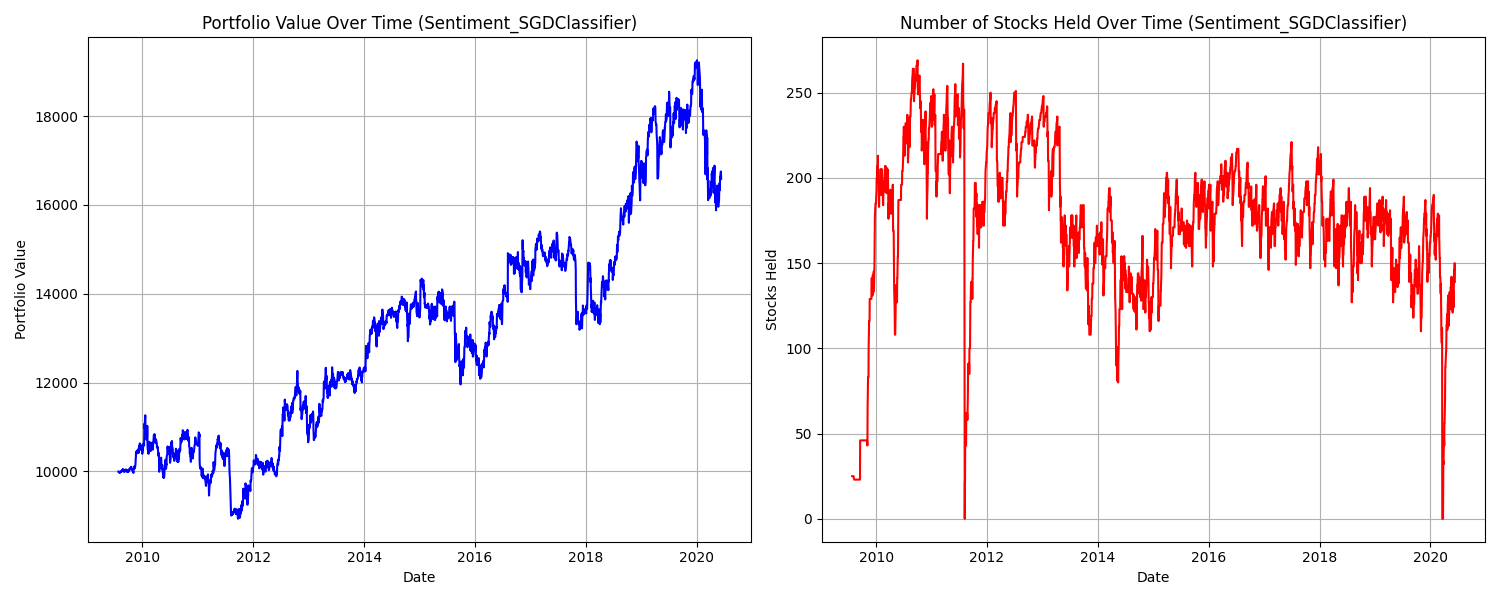 Portfolio Value Over Time (Sentiment_SGDClassifier)
Portfolio Value
18000
16000
14000
12000
10000
2010 2012 2014 2016 2018 2020
Date
Number of Stocks Held Over Time (Sentiment_SGDClassifier)
Stocks Held
250
200
150
100
50
0
2010 2012 2014 2016 2018 2020
Date